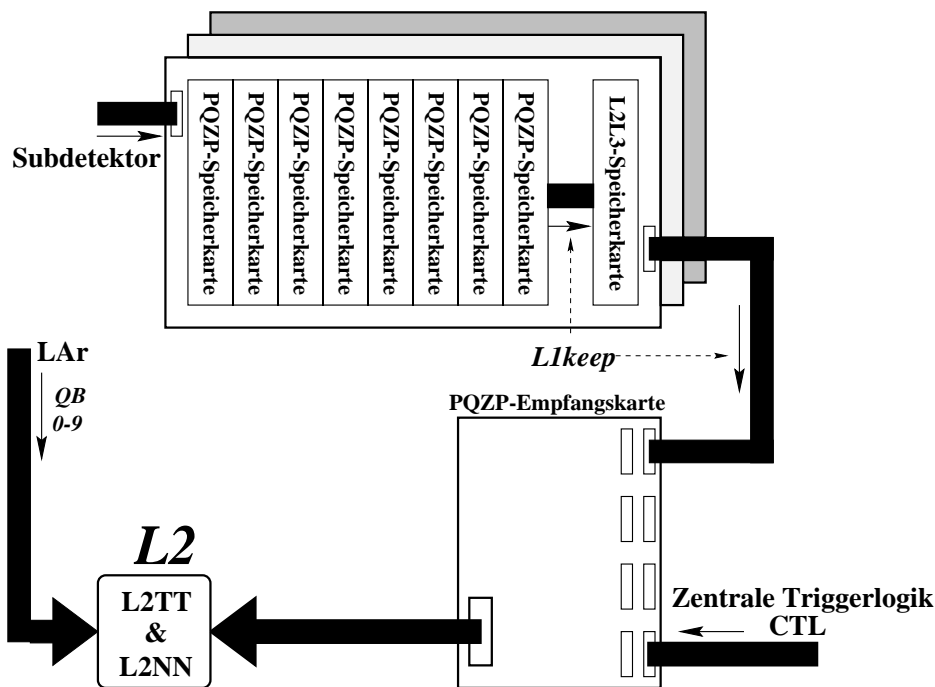 Subdetektor
PQZP-Speicherkarte
PQZP-Speicherkarte
PQZP-Speicherkarte
PQZP-Speicherkarte
PQZP-Speicherkarte
PQZP-Speicherkarte
PQZP-Speicherkarte
PQZP-Speicherkarte
L2L3-Speicherkarte
L1keep
LAr
QB
0-9
PQZP-Empfangskarte
L2
L2TT
&
L2NN
Zentrale Triggerlogik
CTL